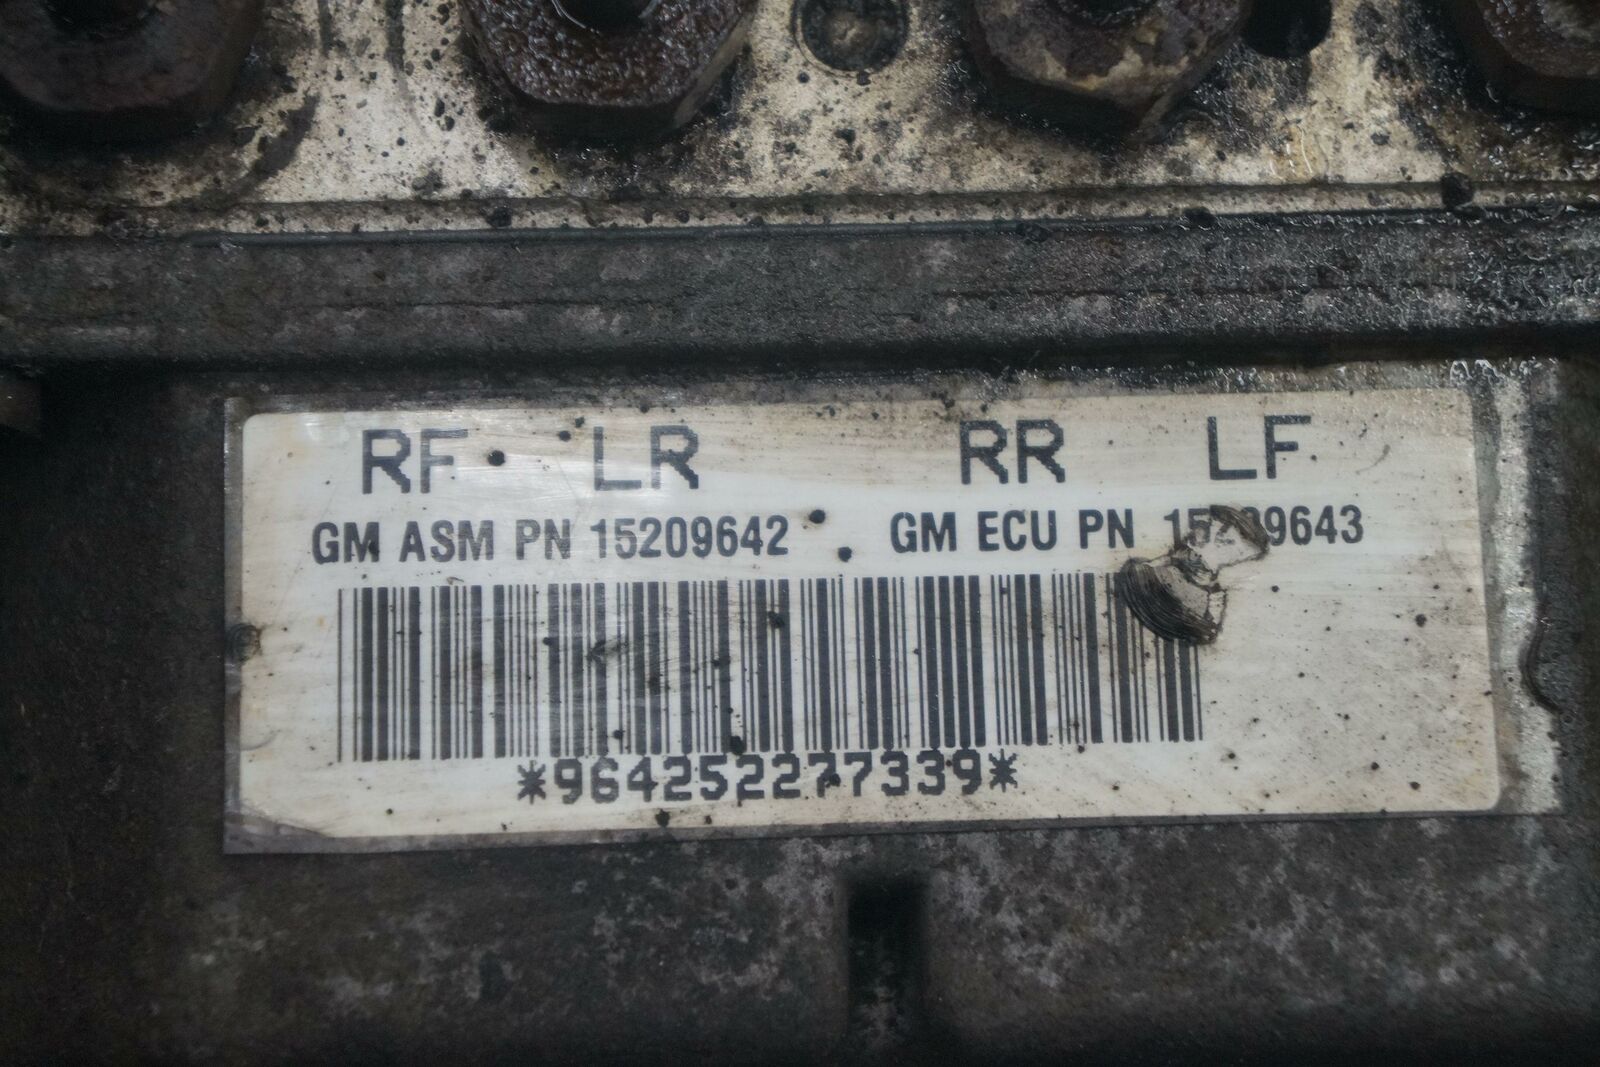 RF LR RR LF
GM ASM PN 15209642 GM ECU PN
*964252277339*